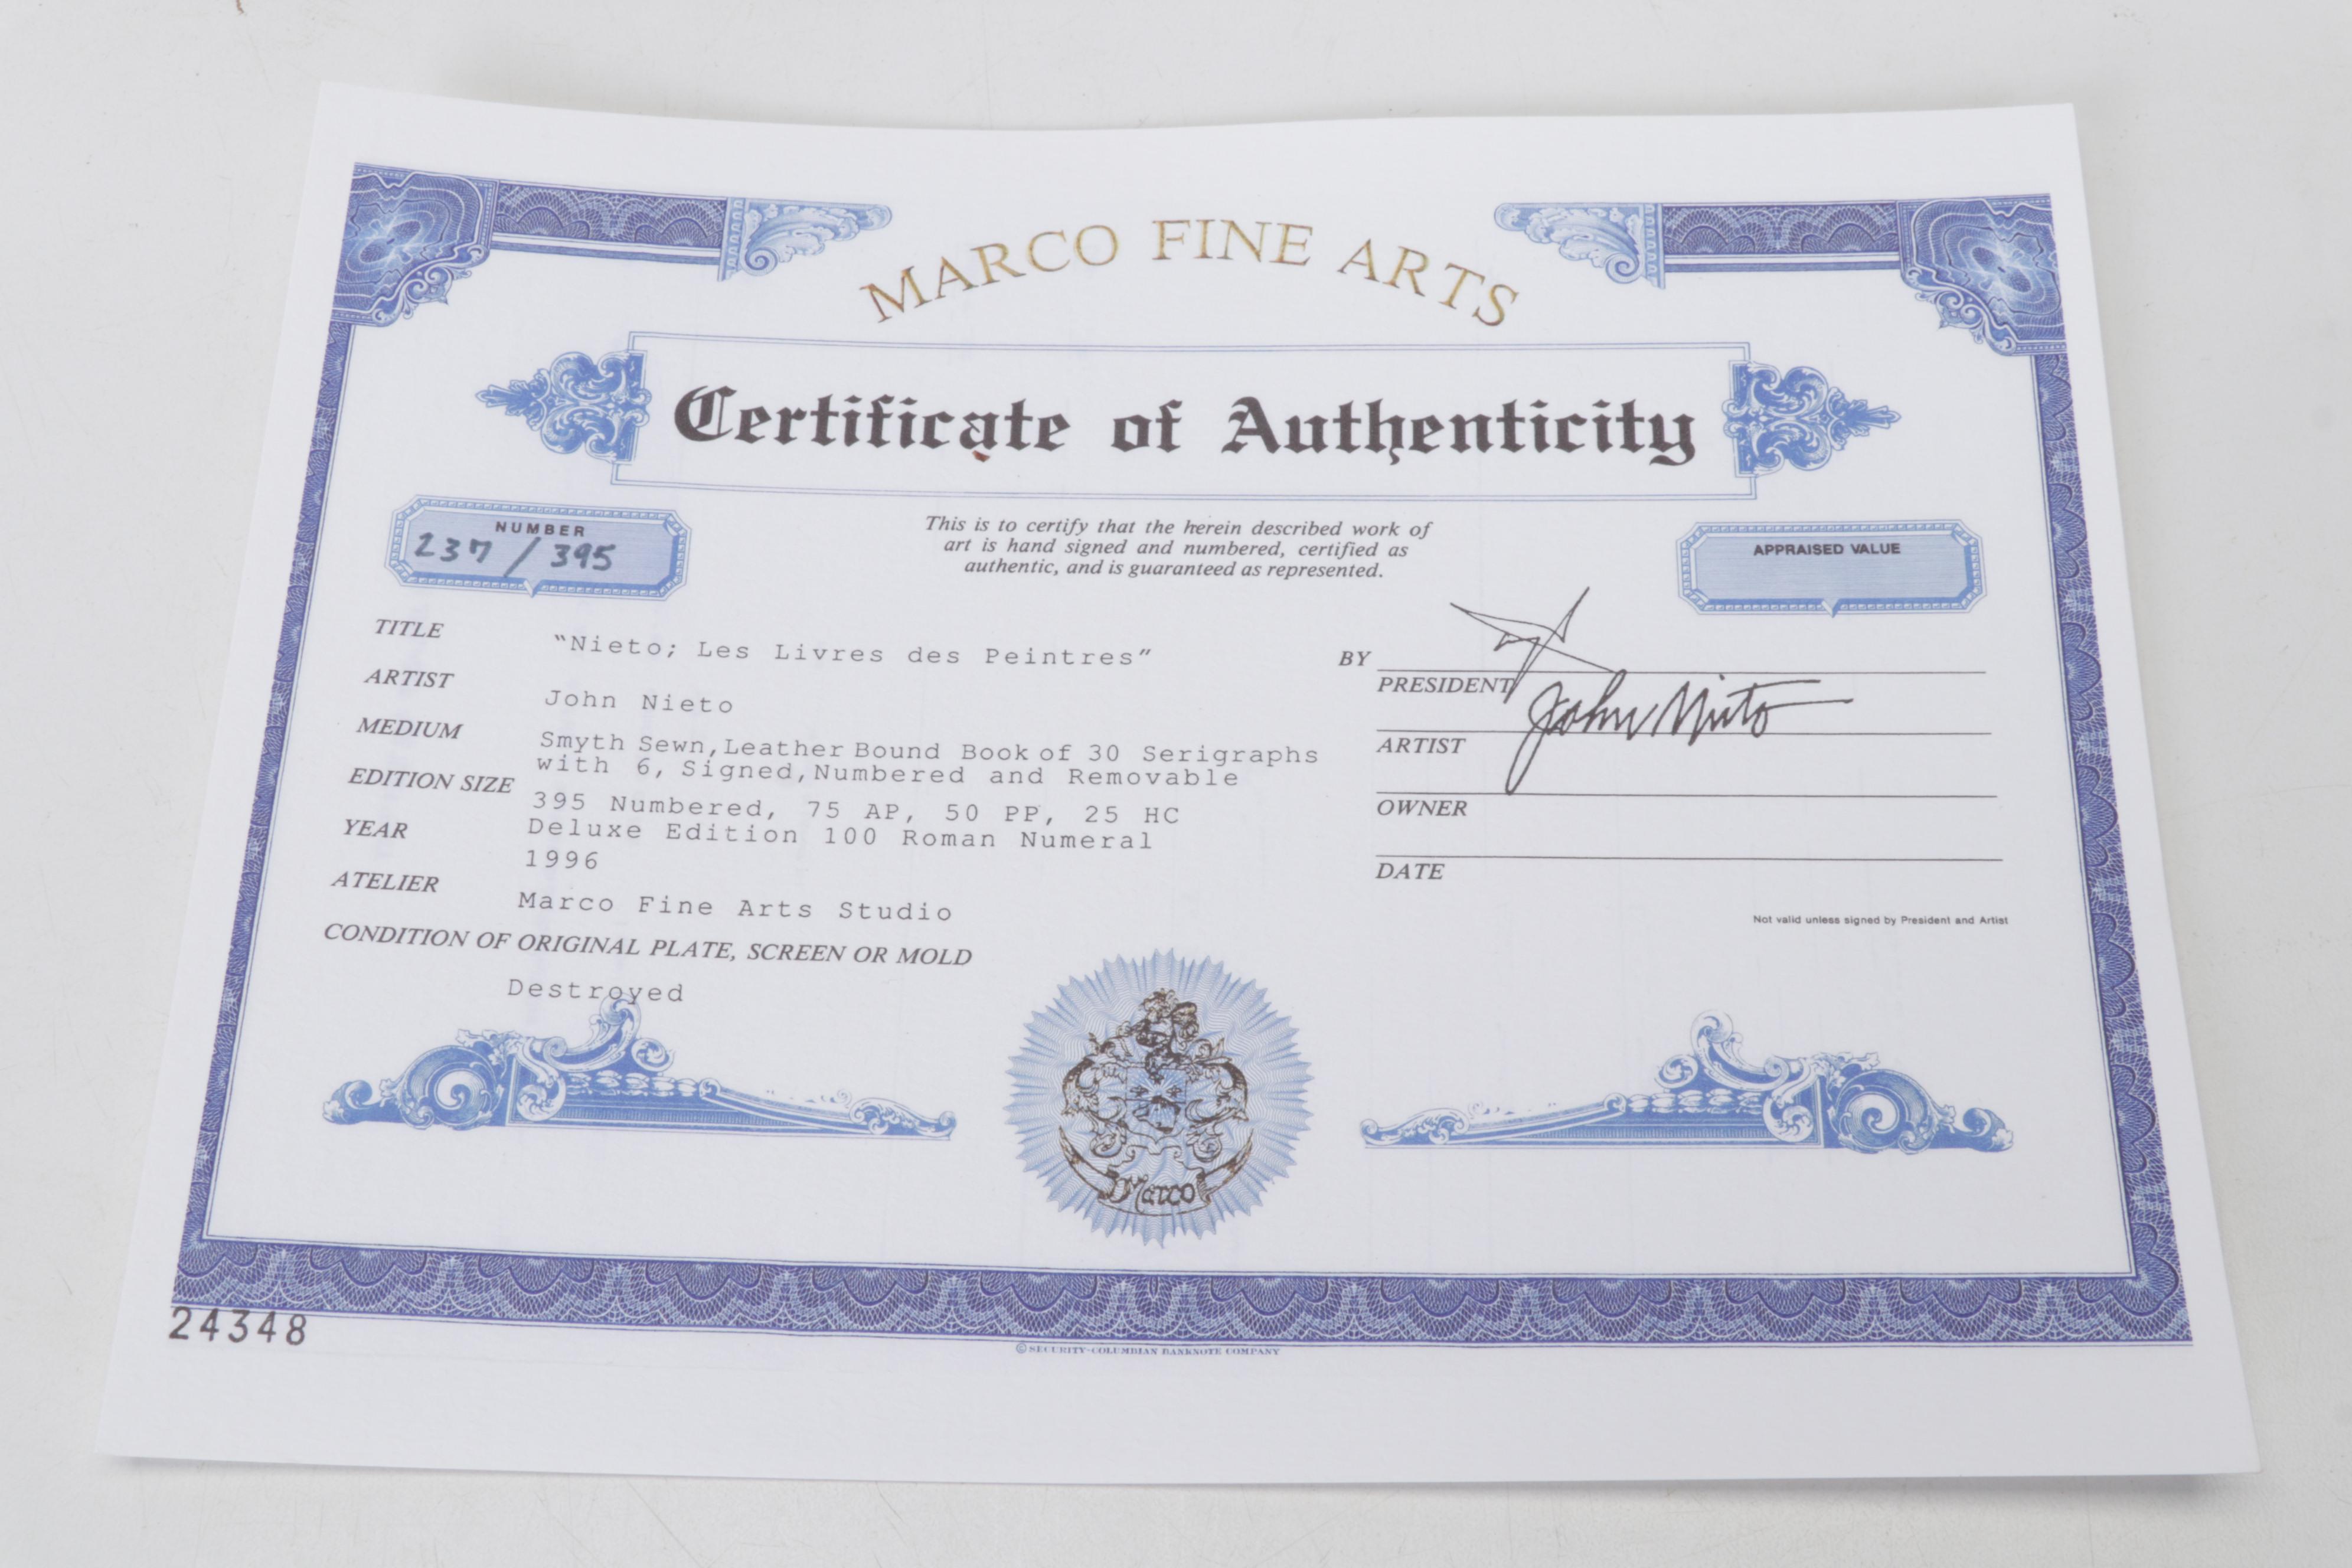 MARCO FINE ARTS
Certificate of Authenticity
NUMBER
237 / 395
This is to certify that the herein described work of
art is hand signed and numbered, certified as
authentic, and is guaranteed as represented.
APPRAISED VALUE
TITLE
"Nieto; Les Livres des Peintres"
ARTIST
John Nieto
MEDIUM
Smyth Sewn, Leather Bound Book of 30 Serigraphs
with 6, Signed, Numbered and Removable
EDITION SIZE
395 Numbered, 75 AP, 50 PP, 25 HC
Deluxe Edition 100 Roman Numeral
YEAR
1996
ATELIER
Marco Fine Arts Studio
CONDITION OF ORIGINAL PLATE, SCREEN OR MOLD
Destroyed
BY
PRESIDENT
John Nieto
ARTIST
OWNER
DATE
Not valid unless signed by President and Artist
Marco
24348
© SECURITY-COLUMBIAN BANKNOTE COMPANY